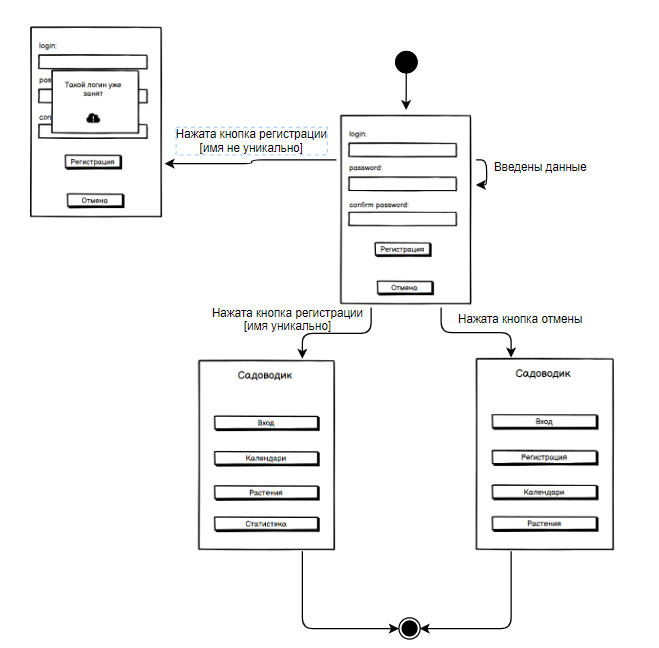 login:
pas
Такой логин уже
занят
con
Регистрация
Отмена
Нажата кнопка регистрации
[имя не уникально]
login:
password:
confirm password:
Регистрация
Отмена
Введены данные
Нажата кнопка регистрации
[имя уникально]
Нажата кнопка отмены
Садоводик
Вход
Календари
Растения
Статистика
Садоводик
Вход
Регистрация
Календари
Растения